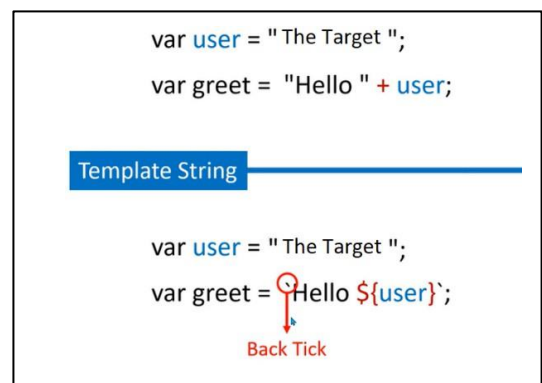 var user = " The Target ";
var greet =  "Hello " + user;
Template String
var user = " The Target ";
var greet = `Hello ${user}`;
Back Tick